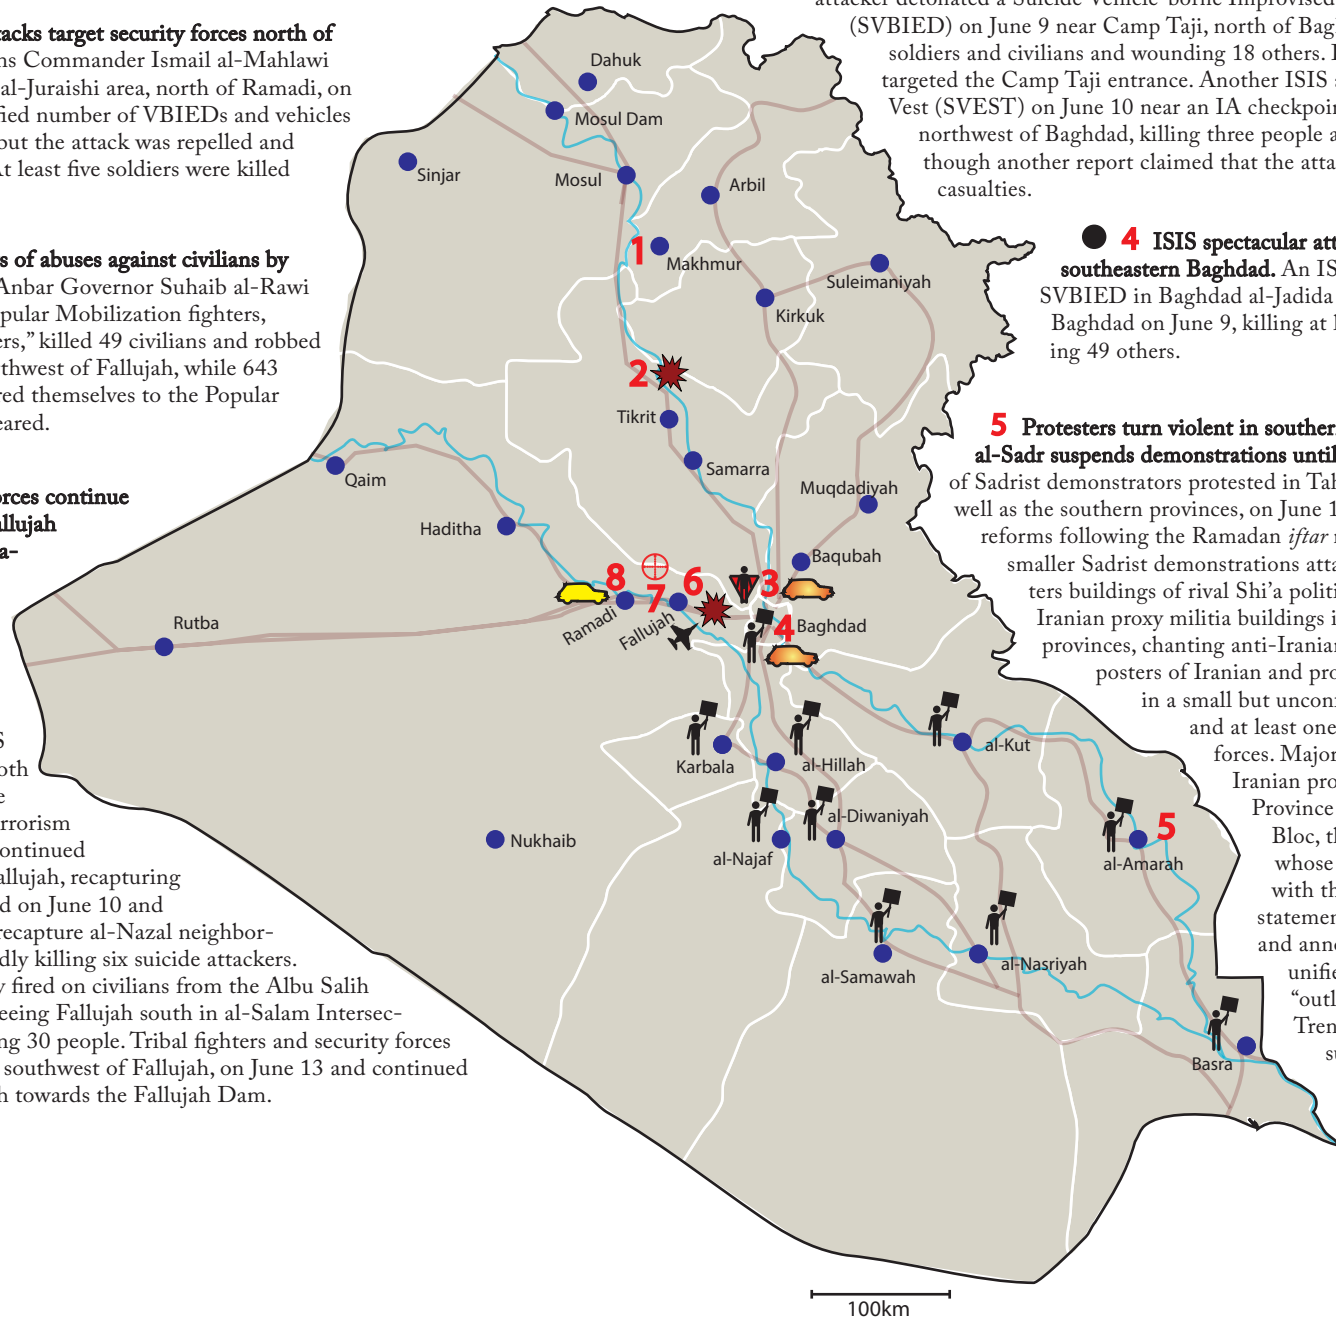 tacks target security forces north of
ns Commander Ismail al-Mahlawi
al-Juraishi area, north of Ramadi, on
fied number of VBIEDs and vehicles
but the attack was repelled and
At least five soldiers were killed
s of abuses against civilians by
Anbar Governor Suhaib al-Rawi
pular Mobilization fighters,
ers,” killed 49 civilians and robbed
thwest of Fallujah, while 643
red themselves to the Popular
eared.
orces continue
allujah
a-
S
oth
e
rrorism
ontinued
allujah, recapturing
d on June 10 and
recapture al-Nazal neighbor-
dly killing six suicide attackers.
y fired on civilians from the Albu Salih
eeing Fallujah south in al-Salam Intersec-
ng 30 people. Tribal fighters and security forces
southwest of Fallujah, on June 13 and continued
h towards the Fallujah Dam.
attacker detonated a Suicide Vehicle-borne Improvised
(SVBIED) on June 9 near Camp Taji, north of Bag
soldiers and civilians and wounding 18 others. I
targeted the Camp Taji entrance. Another ISIS s
Vest (SVEST) on June 10 near an IA checkpoin
northwest of Baghdad, killing three people a
though another report claimed that the atta
casualties.
4 ISIS spectacular att
southeastern Baghdad. An IS
SVBIED in Baghdad al-Jadida
Baghdad on June 9, killing at l
ing 49 others.
5 Protesters turn violent in souther
al-Sadr suspends demonstrations until
of Sadrist demonstrators protested in Tah
well as the southern provinces, on June 1
reforms following the Ramadan iftar
smaller Sadrist demonstrations atta
ters buildings of rival Shi’a politi
Iranian proxy militia buildings i
provinces, chanting anti-Iranian
posters of Iranian and pro
in a small but uncon
and at least one
forces. Major
Iranian pro
Province
Bloc, th
whose
with th
statemen
and anno
unifie
“outl
Tren
su
Dahuk
Mosul Dam
Sinjar
Mosul
Arbil
1
Makhmur
Suleimaniyah
Kirkuk
2
Tikrit
Samarra
Qaim
Muqdadiyah
Haditha
Baqubah
8
7
6
3
Ramadi
Fallujah
4
Baghdad
Rutba
Karbala
al-Hillah
al-Kut
al-Najaf
al-Diwaniyah
5
al-Amarah
Nukhaib
al-Samawah
al-Nasriyah
Basra
100km